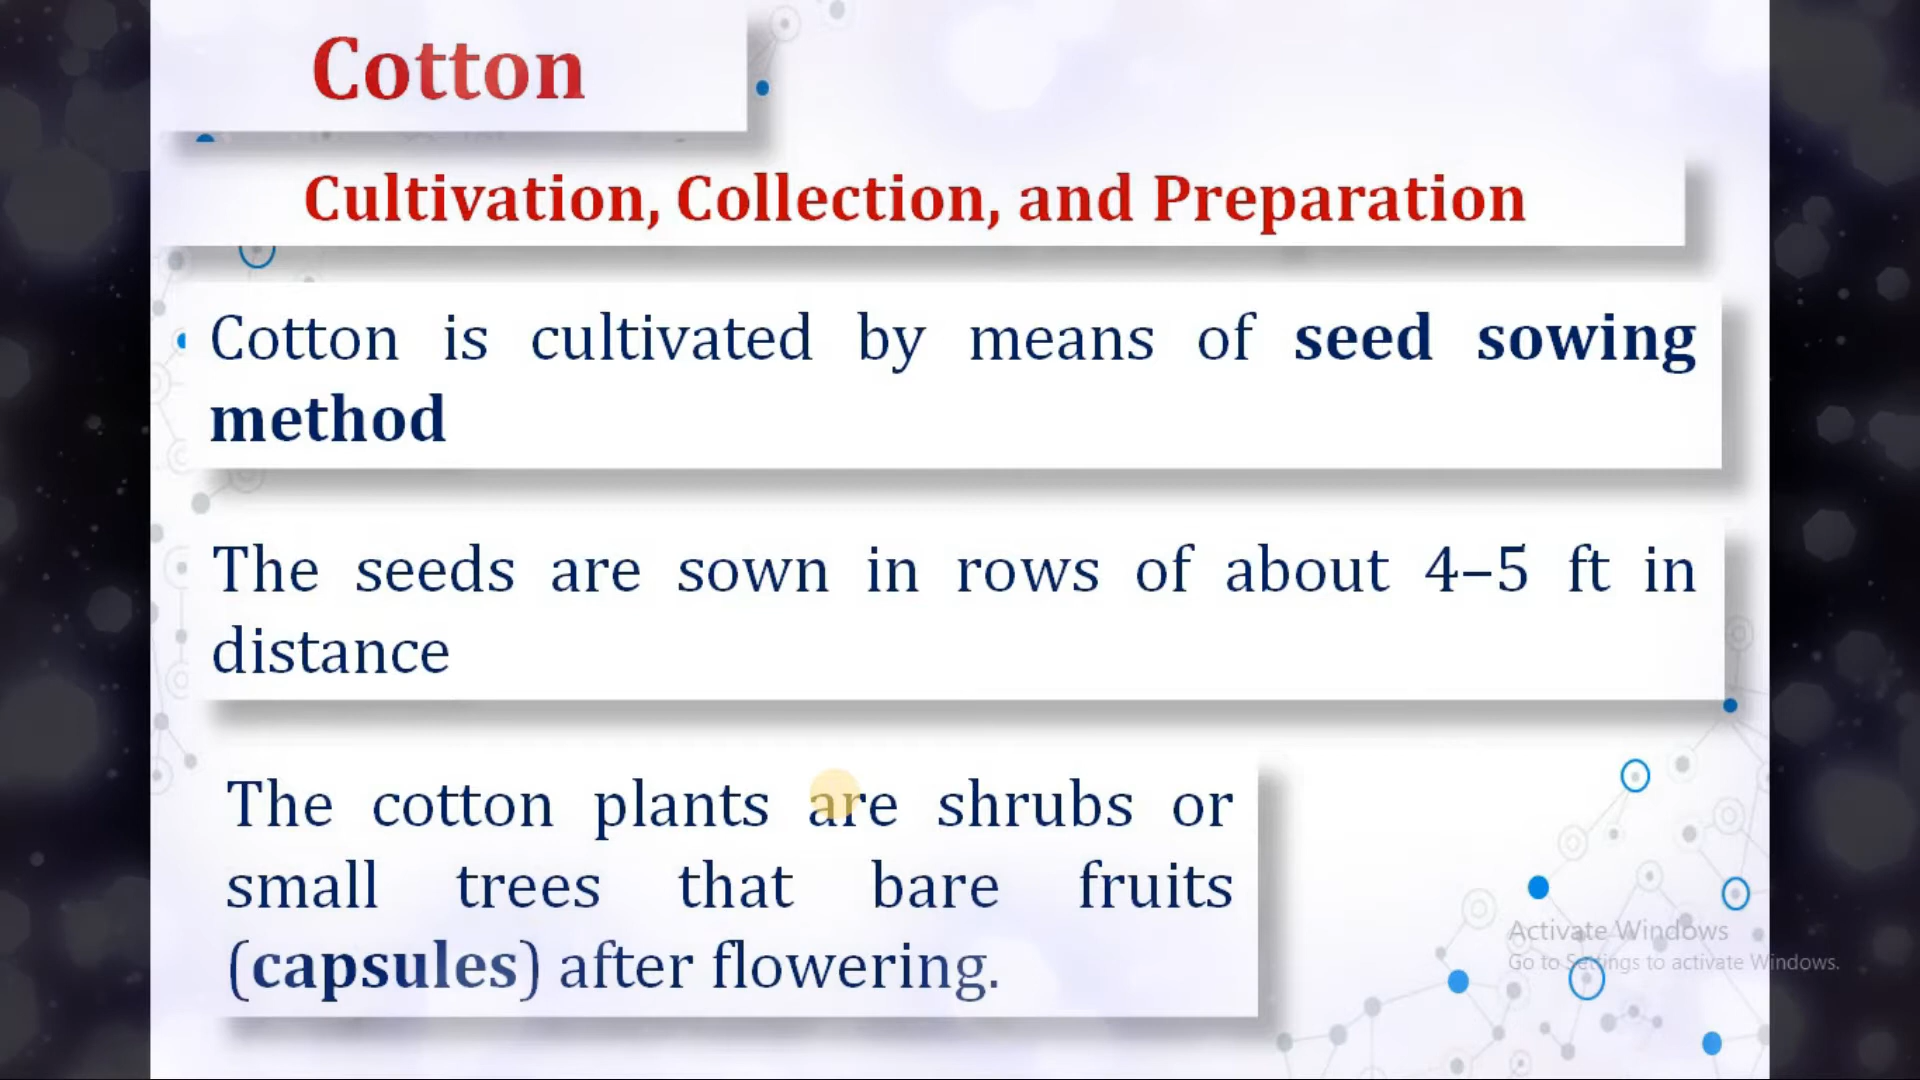 Cotton
Cultivation, Collection, and Preparation
Cotton is cultivated by means of seed sowing
method
The seeds are sown in rows of about 4–5 ft in
distance
The cotton plants are shrubs or
small trees that bare fruits
(capsules) after flowering.
Activate Windows
Go to Settings to activate Windows.